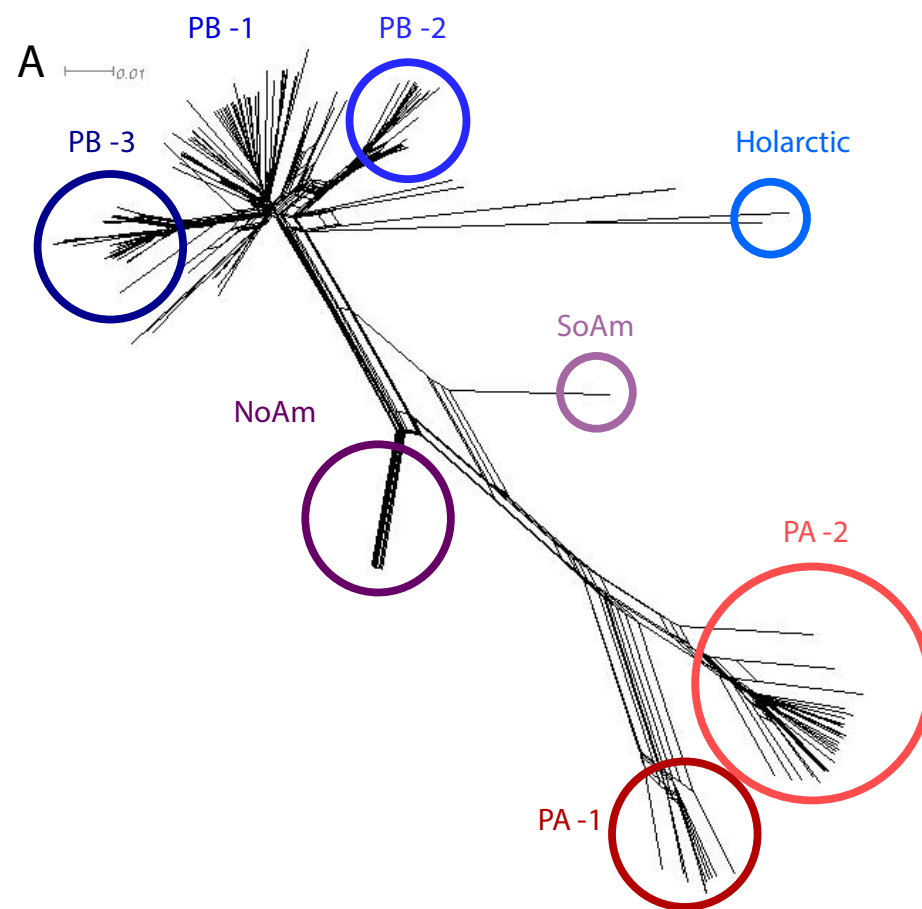 PB -1
PB -2
A
0.01
PB -3
Holarctic
SoAm
NoAm
PA -2
PA -1